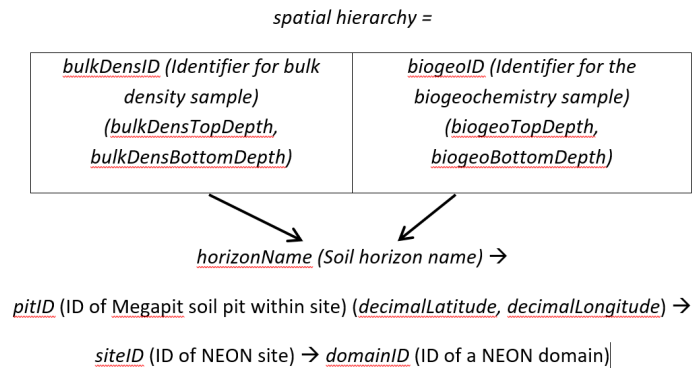 spatial hierarchy =
bulkDensID (Identifier for bulk
density sample)
(bulkDensTopDepth,
bulkDensBottomDepth)
biogeoID (Identifier for the
biogeochemistry sample)
(biogeoTopDepth,
biogeoBottomDepth)
horizonName (Soil horizon name) →
pitID (ID of Megapit soil pit within site) (decimalLatitude, decimalLongitude) →
siteID (ID of NEON site) → domainID (ID of a NEON domain)